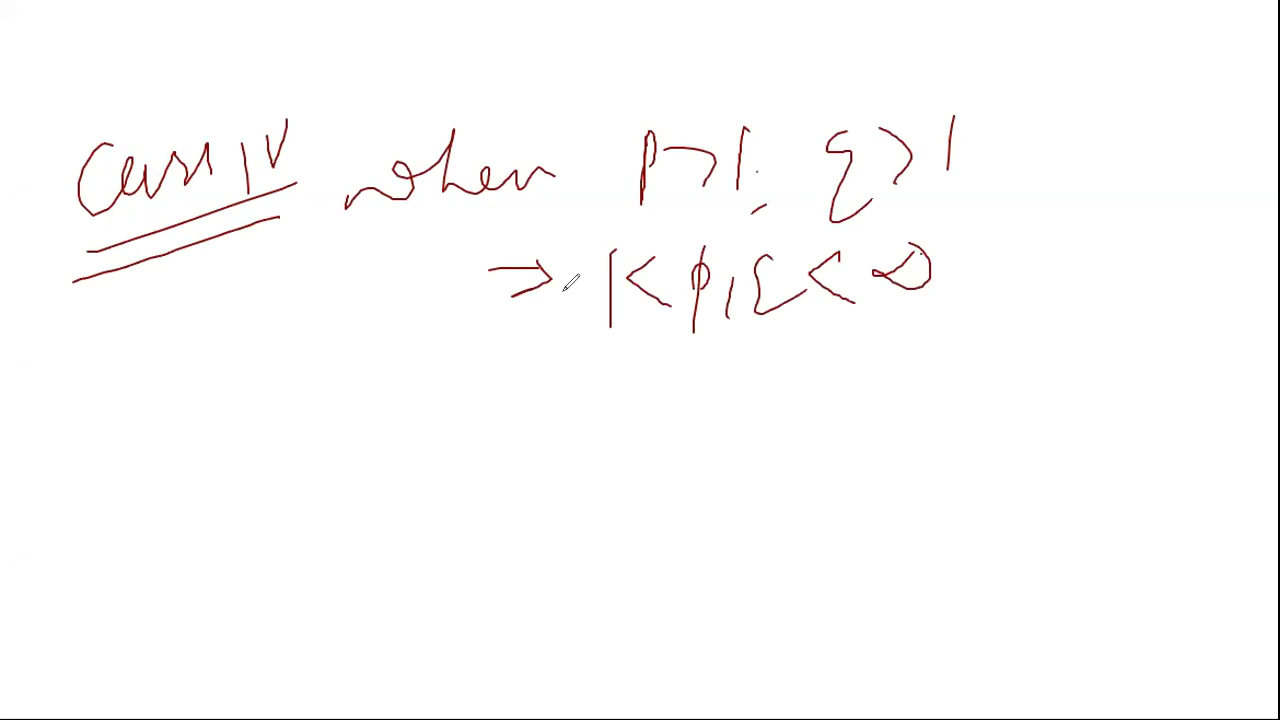 Case IV when p>1, q>1
⇒ 1< p, q < ∞